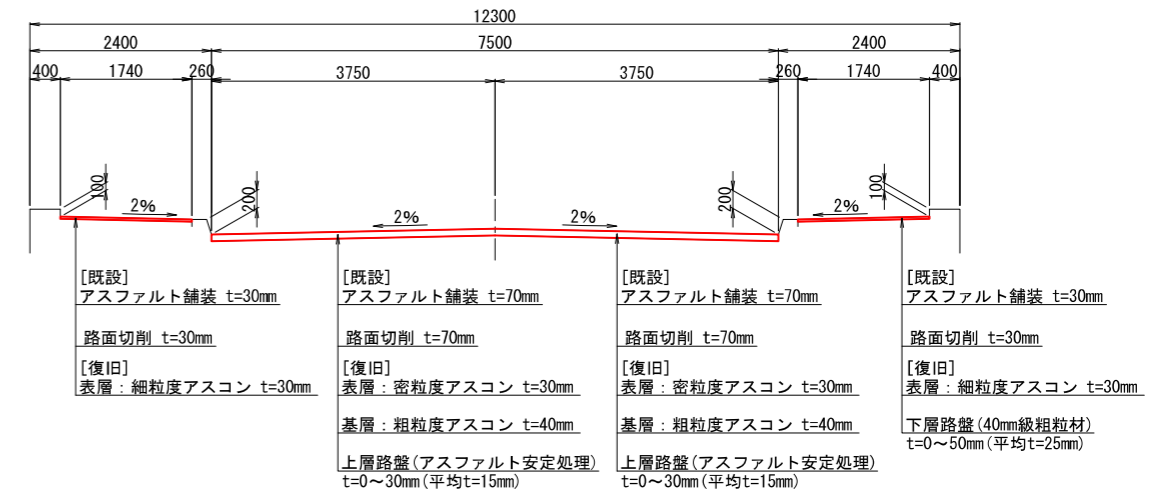 12300
2400
7500
2400
400
1740
260
3750
3750
260
1740
400
100
2%
200
2%
2%
200
2%
100
[既設]
アスファルト舗装 t=30㎜
路面切削 t=30㎜
[復旧]
表層：細粒度アスコン t=30㎜
[既設]
アスファルト舗装 t=70㎜
路面切削 t=70㎜
[復旧]
表層：密粒度アスコン t=30㎜
基層：粗粒度アスコン t=40㎜
上層路盤(アスファルト安定処理)
t=0～30㎜(平均t=15㎜)
[既設]
アスファルト舗装 t=70㎜
路面切削 t=70㎜
[復旧]
表層：密粒度アスコン t=30㎜
基層：粗粒度アスコン t=40㎜
上層路盤(アスファルト安定処理)
t=0～30㎜(平均t=15㎜)
[既設]
アスファルト舗装 t=30㎜
路面切削 t=30㎜
[復旧]
表層：細粒度アスコン t=30㎜
下層路盤(40㎜級粗粒材)
t=0～50㎜(平均t=25㎜)